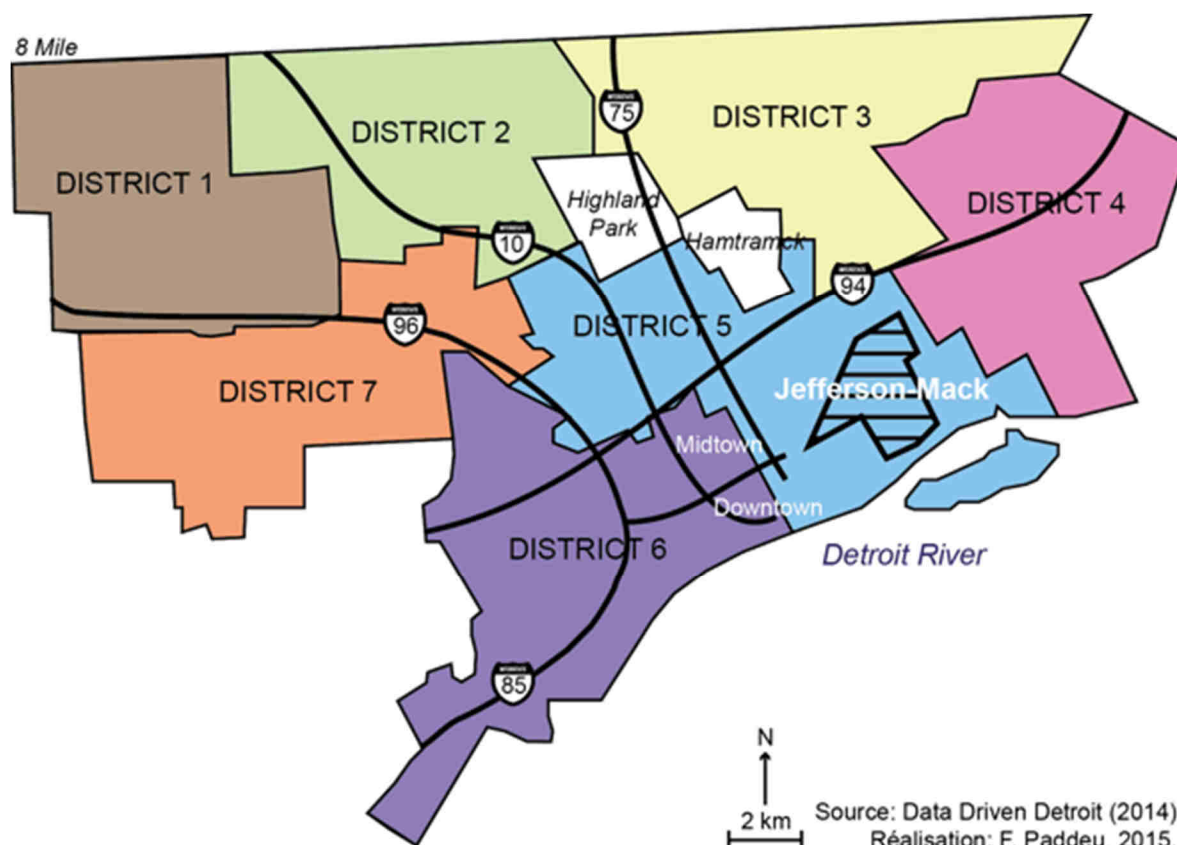 8 Mile
DISTRICT 1
DISTRICT 2
75
DISTRICT 3
DISTRICT 4
Highland
Park
Hamtramck
10
94
96
DISTRICT 5
DISTRICT 7
Jefferson-Mack
Midtown
Downtown
DISTRICT 6
Detroit River
85
N
2 km
Source: Data Driven Detroit (2014)
Réalisation: F. Paddeu, 2015.